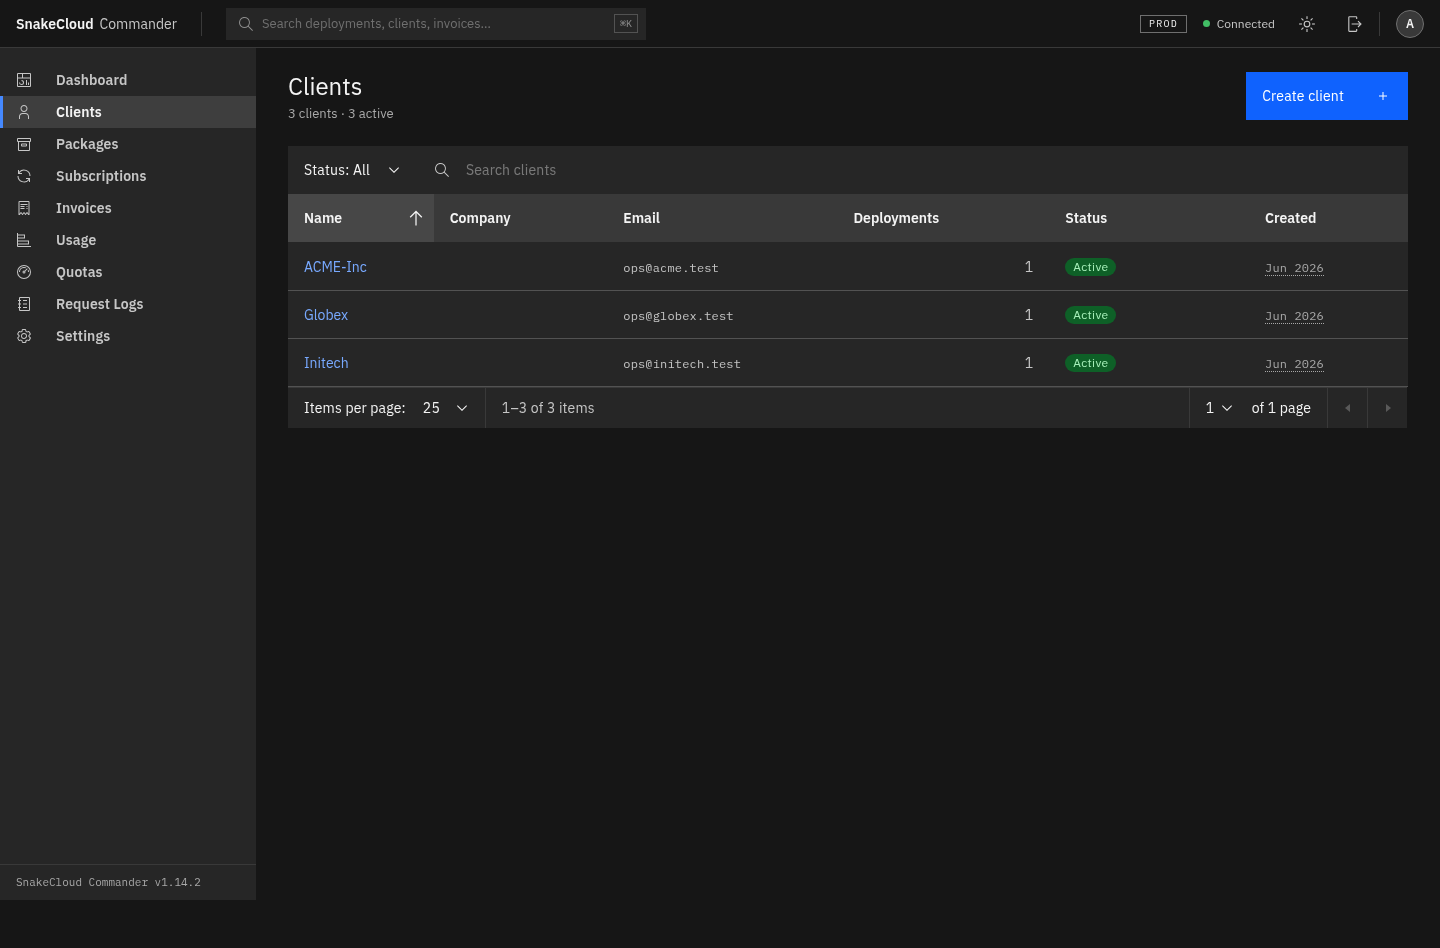 SnakeCloud Commander
Search deployments, clients, invoices...
⌘K
PROD
Connected
A
Dashboard
Clients
Packages
Subscriptions
Invoices
Usage
Quotas
Request Logs
Settings
SnakeCloud Commander v1.14.2
Clients
3 clients · 3 active
Create client
Status: All
Search clients
Name Company Email Deployments Status Created
ACME-Inc ops@acme.test 1 Active Jun 2026
Globex ops@globex.test 1 Active Jun 2026
Initech ops@initech.test 1 Active Jun 2026
Items per page: 25 1–3 of 3 items 1 of 1 page